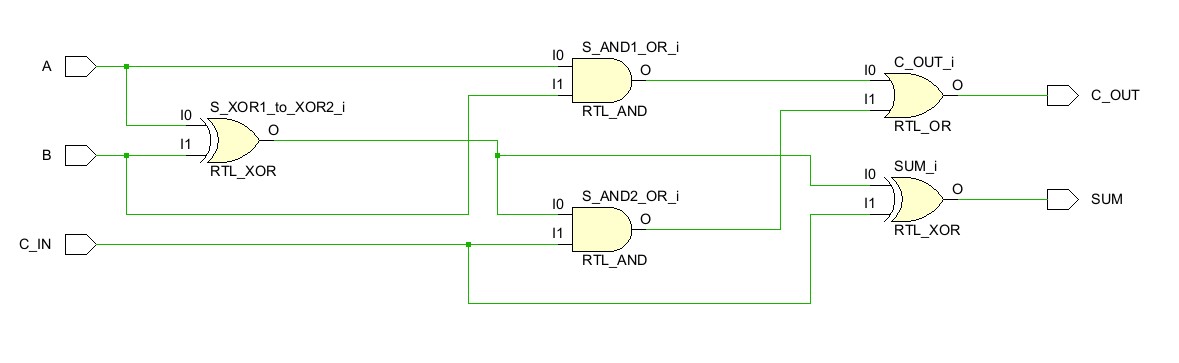 A
B
C_IN
I0
I1
S_XOR1_to_XOR2_i
O
RTL_XOR
I0
I1
S_AND1_OR_i
O
RTL_AND
I0
I1
S_AND2_OR_i
O
RTL_AND
I0
I1
C_OUT_i
O
RTL_OR
C_OUT
I0
I1
SUM_i
O
RTL_XOR
SUM